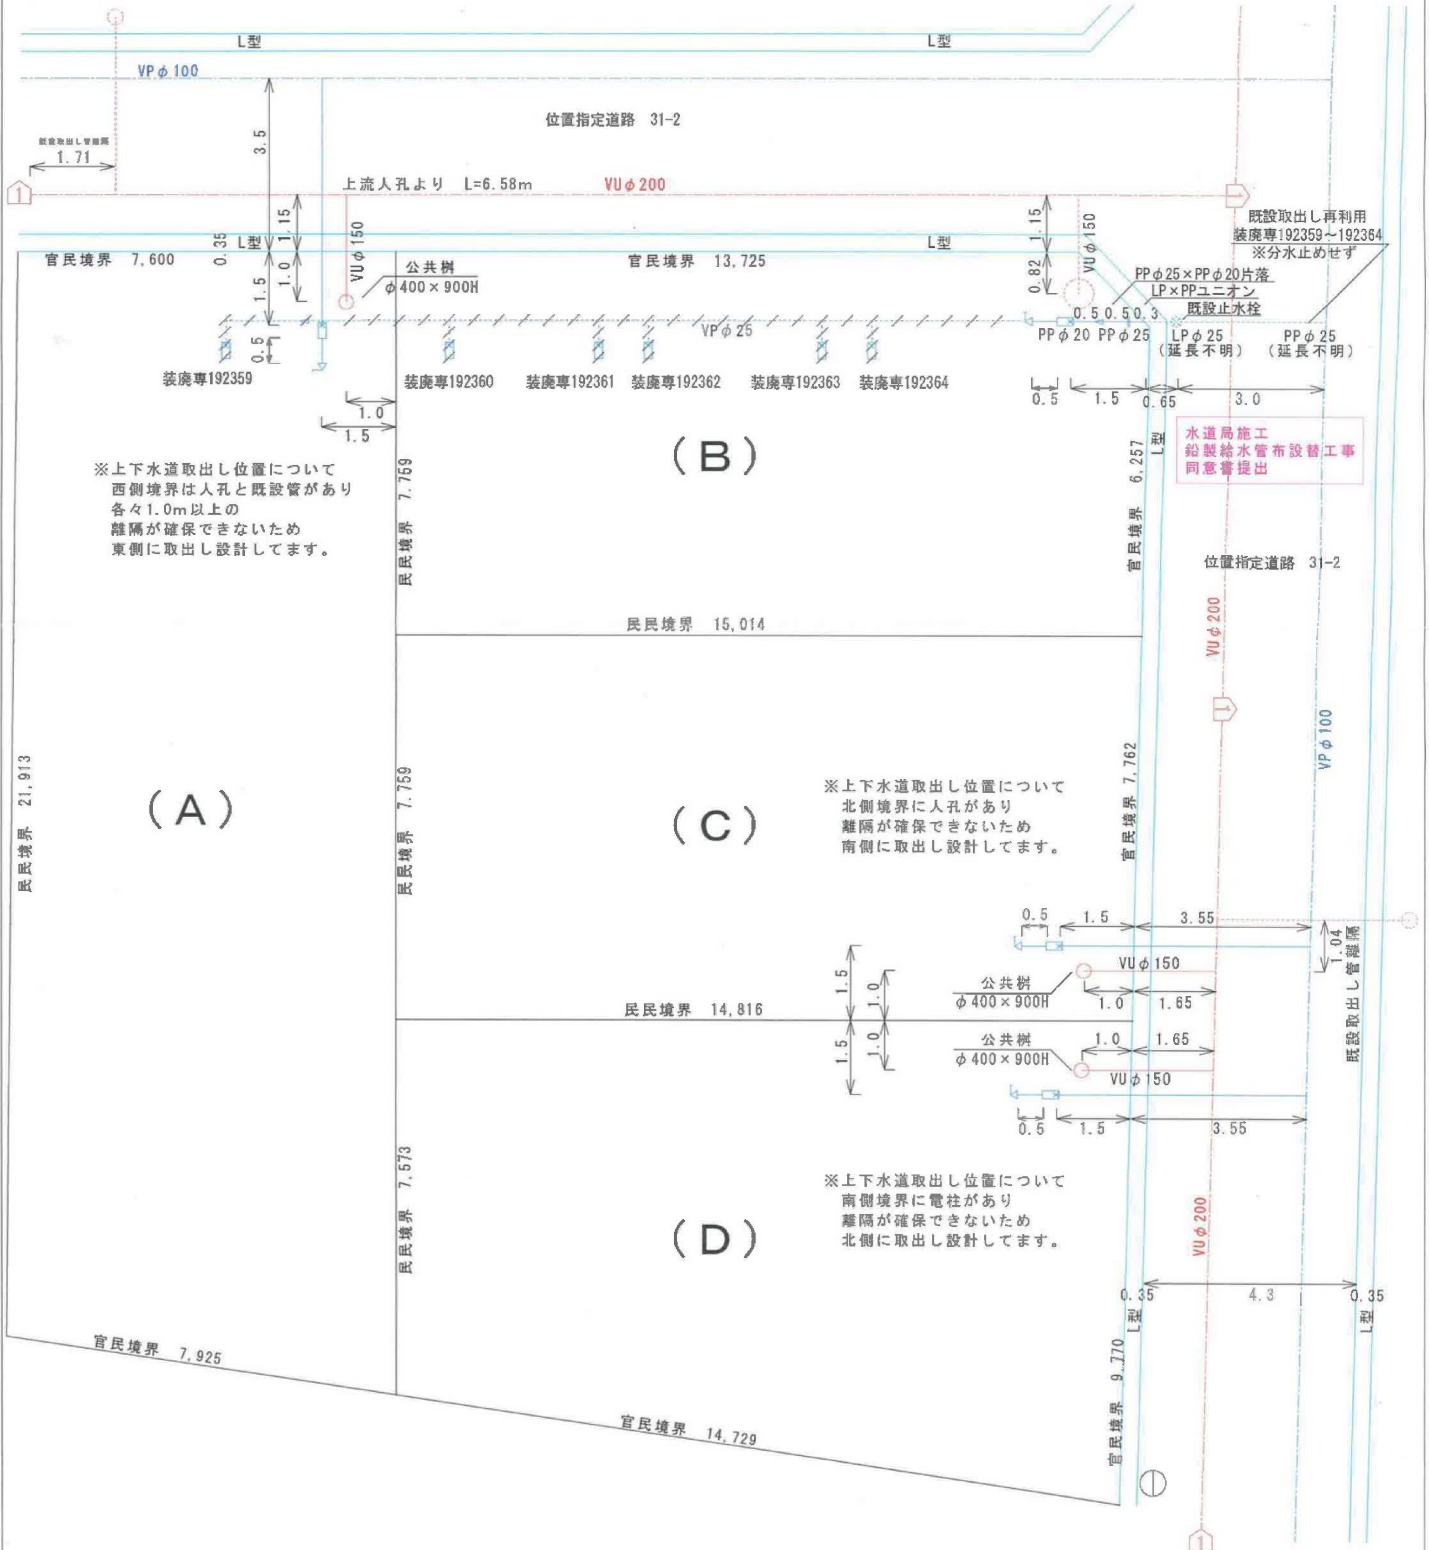 L型
L型
VPφ100
位置指定道路 31-2
既設取出し管離隔
1.71
3.5
1
上流人孔より L=6.58m
VUφ200
1
既設取出し再利用
装廃専192359～192364
※分水止めせず
0.35
L型
1.15
VUφ150
L型
1.15
VUφ150
官民境界 7,600
官民境界 13,725
1.5
1.0
公共桝
φ400×900H
0.82
PPφ25×PPφ20片落
LP×PPユニオン
既設止水栓
0.5
0.5
0.3
VPφ25
PPφ20
PPφ25
LPφ25
(延長不明)
PPφ25
(延長不明)
0.5
装廃専192359
装廃専192360
装廃専192361
装廃専192362
装廃専192363
装廃専192364
1.0
1.5
0.5
1.5
0.65
3.0
水道局施工
鉛製給水管布設替工事
同意書提出
(B)
※上下水道取出し位置について
西側境界は人孔と既設管があり
各々1.0m以上の
離隔が確保できないため
東側に取出し設計してます。
民民境界 7.759
官民境界 6,257
L型
位置指定道路 31-2
民民境界 15,014
VUφ200
1
VPφ100
民民境界 21,913
(A)
民民境界 7.759
(C)
※上下水道取出し位置について
北側境界に人孔があり
離隔が確保できないため
南側に取出し設計してます。
官民境界 7,762
0.5
1.5
3.55
1.04
既設取出し管離隔
VUφ150
1.5
1.0
公共桝
φ400×900H
1.0
1.65
民民境界 14,816
1.5
1.0
公共桝
φ400×900H
1.0
1.65
VUφ150
0.5
1.5
3.55
民民境界 7,573
※上下水道取出し位置について
南側境界に電柱があり
離隔が確保できないため
北側に取出し設計してます。
(D)
VUφ200
0.35
4.3
0.35
L型
L型
官民境界 7,925
官民境界 9.770
官民境界 14,729
1